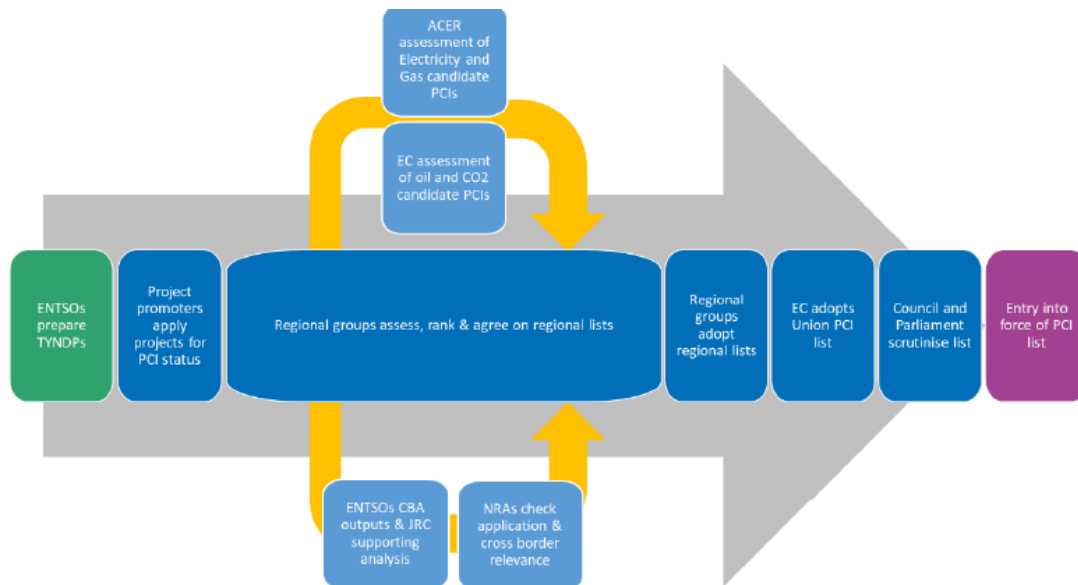 ACER
assessment of
Electricity and
Gas candidate
PCIs
EC assessment
of oil and CO2
candidate PCIs
ENTSOs
prepare
TYNDPs
Project
promoters
apply
projects for
PCI status
Regional groups assess, rank & agree on regional lists
Regional
groups
adopt
regional lists
EC adopts
Union PCI
list
Council and
Parliament
scrutinise list
Entry into
force of PCI
list
ENTSOs CBA
outputs & JRC
supporting
analysis
NRAs check
application &
cross border
relevance